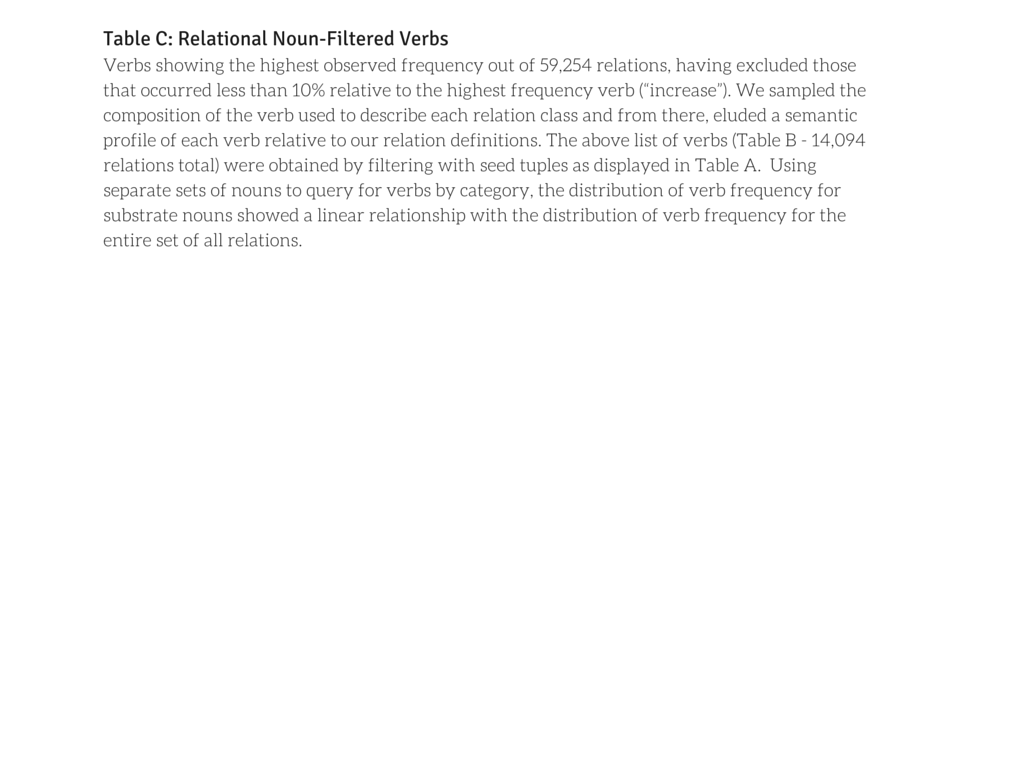 Table C: Relational Noun-Filtered Verbs
Verbs showing the highest observed frequency out of 59,254 relations, having excluded those
that occurred less than 10% relative to the highest frequency verb (“increase”). We sampled the
composition of the verb used to describe each relation class and from there, eluded a semantic
profile of each verb relative to our relation definitions. The above list of verbs (Table B - 14,094
relations total) were obtained by filtering with seed tuples as displayed in Table A.  Using
separate sets of nouns to query for verbs by category, the distribution of verb frequency for
substrate nouns showed a linear relationship with the distribution of verb frequency for the
entire set of all relations.